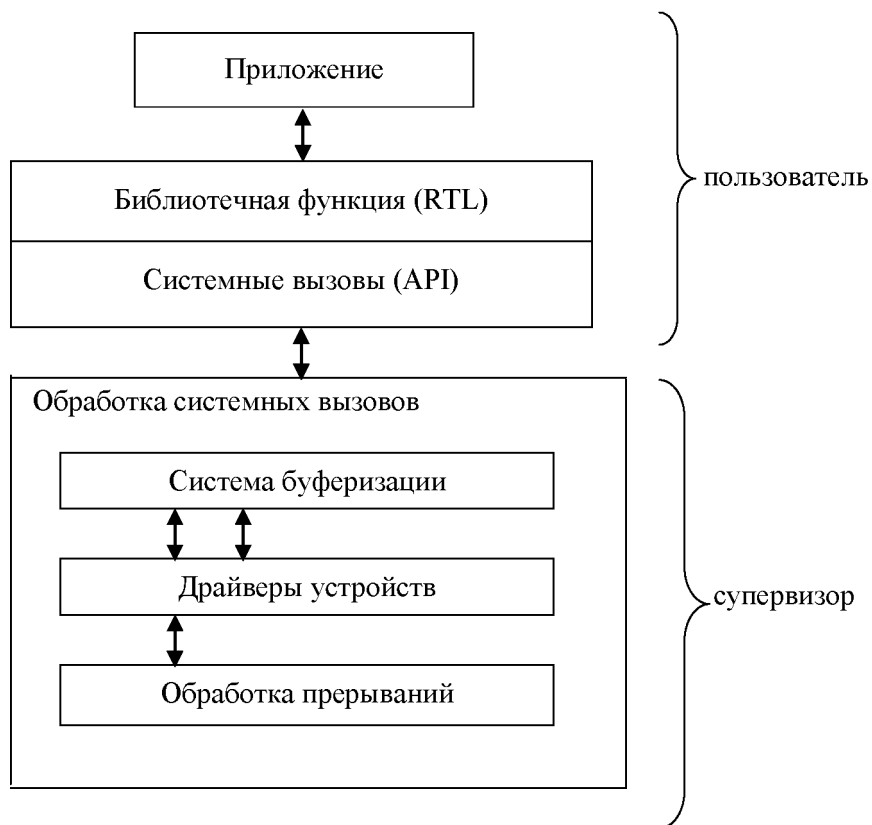 Приложение
Библиотечная функция (RTL)
Системные вызовы (API)
пользователь
Обработка системных вызовов
Система буферизации
Драйверы устройств
Обработка прерываний
супервизор